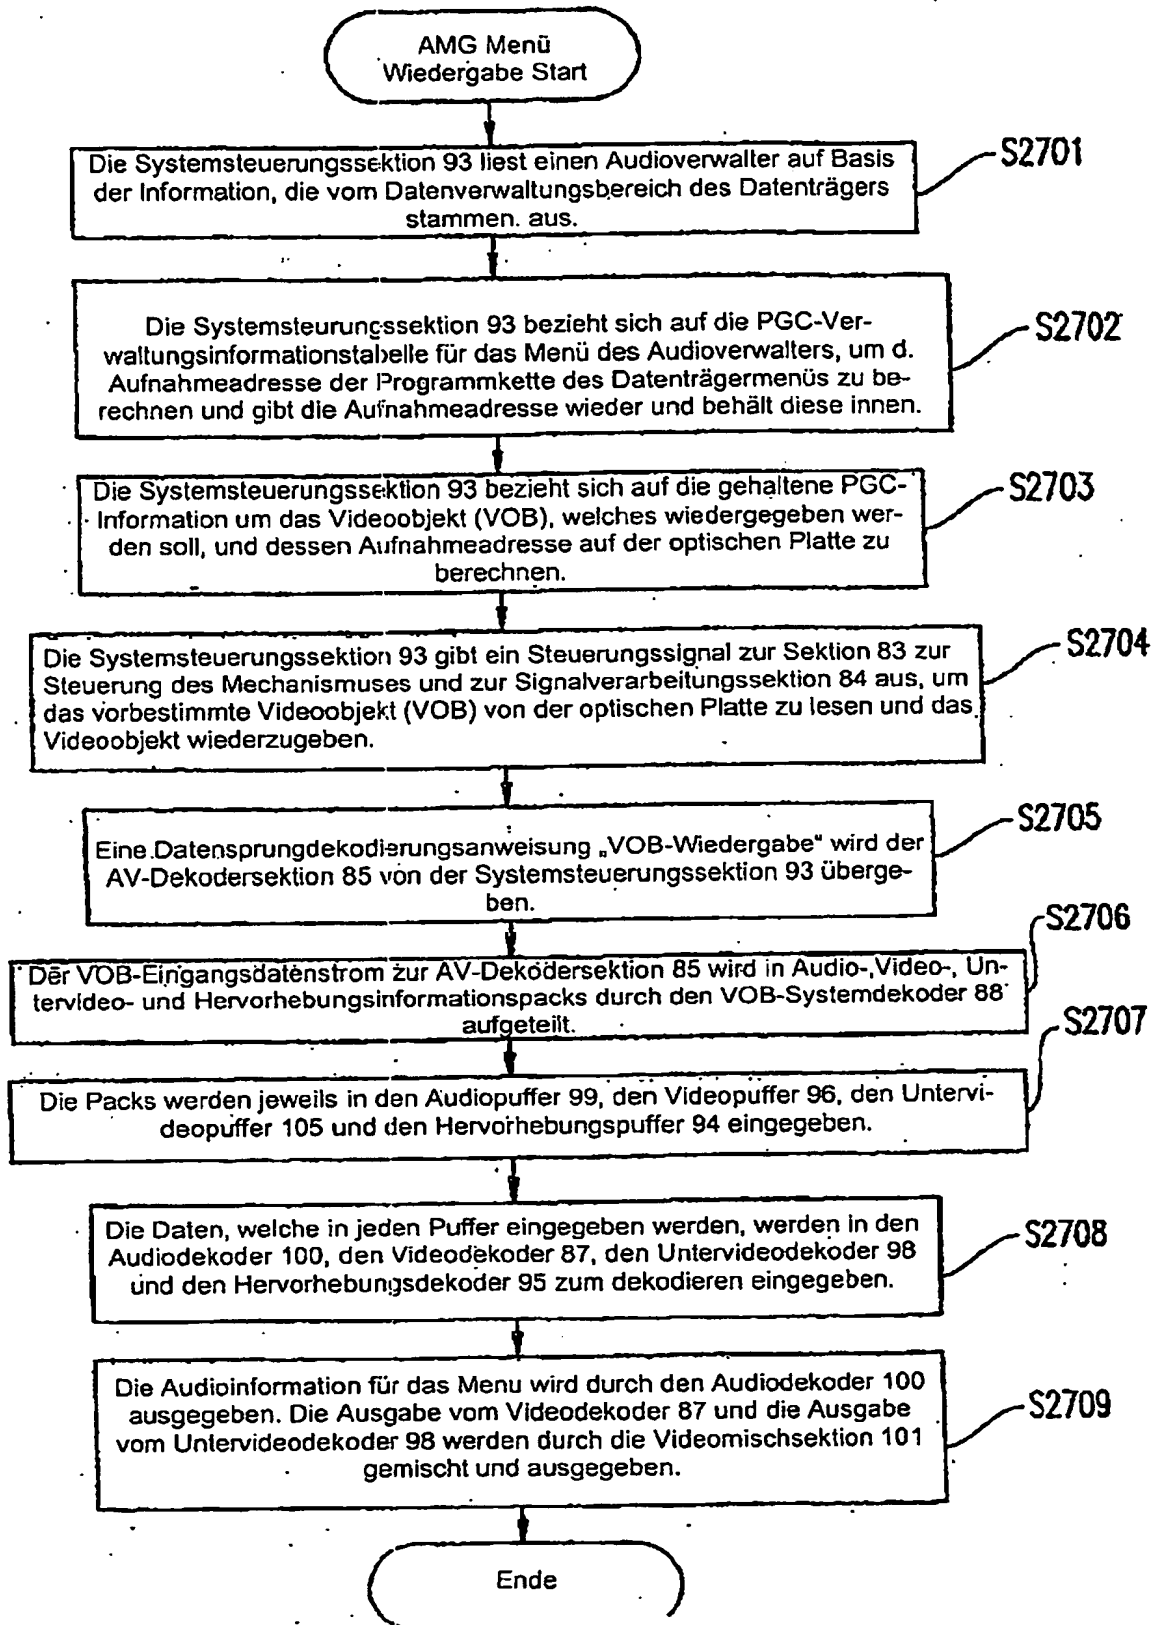 AMG Menü
Wiedergabe Start
Die Systemsteuerungssektion 93 liest einen Audioverwalter auf Basis
der Information, die vom Datenverwaltungsbereich des Datenträgers
stammen. aus.
S2701
Die Systemsteurungssektion 93 bezieht sich auf die PGC-Ver-
waltungsinformationstabelle für das Menü des Audioverwalters, um d.
Aufnahmeadresse der Programmkette des Datenträgermenüs zu be-
rechnen und gibt die Aufnahmeadresse wieder und behält diese innen.
S2702
Die Systemsteuerungssektion 93 bezieht sich auf die gehaltene PGC-
Information um das Videoobjekt (VOB), welches wiedergegeben wer-
den soll, und dessen Aufnahmeadresse auf der optischen Platte zu
berechnen.
S2703
Die Systemsteuerungssektion 93 gibt ein Steuerungssignal zur Sektion 83 zur
Steuerung des Mechanismuses und zur Signalverarbeitungssektion 84 aus, um
das vorbestimmte Videoobjekt (VOB) von der optischen Platte zu lesen und das
Videoobjekt wiederzugeben.
S2704
Eine Datensprungdekodierungsanweisung „VOB-Wiedergabe“ wird der
AV-Dekodersektion 85 von der Systemsteuerungssektion 93 überge-
ben.
S2705
Der VOB-Eingangsdatenstrom zur AV-Dekodersektion 85 wird in Audio-,Video-, Un-
tervideo- und Hervorhebungsinformationspacks durch den VOB-Systemdekoder 88
aufgeteilt.
S2706
Die Packs werden jeweils in den Audiopuffer 99, den Videopuffer 96, den Untervi-
deopuffer 105 und den Hervorhebungspuffer 94 eingegeben.
S2707
Die Daten, welche in jeden Puffer eingegeben werden, werden in den
Audiodekoder 100, den Videodekoder 87, den Untervideodekoder 98
und den Hervorhebungsdekoder 95 zum dekodieren eingegeben.
S2708
Die Audioinformation für das Menu wird durch den Audiodekoder 100
ausgegeben. Die Ausgabe vom Videodekoder 87 und die Ausgabe
vom Untervideodekoder 98 werden durch die Videomischsektion 101
gemischt und ausgegeben.
S2709
Ende